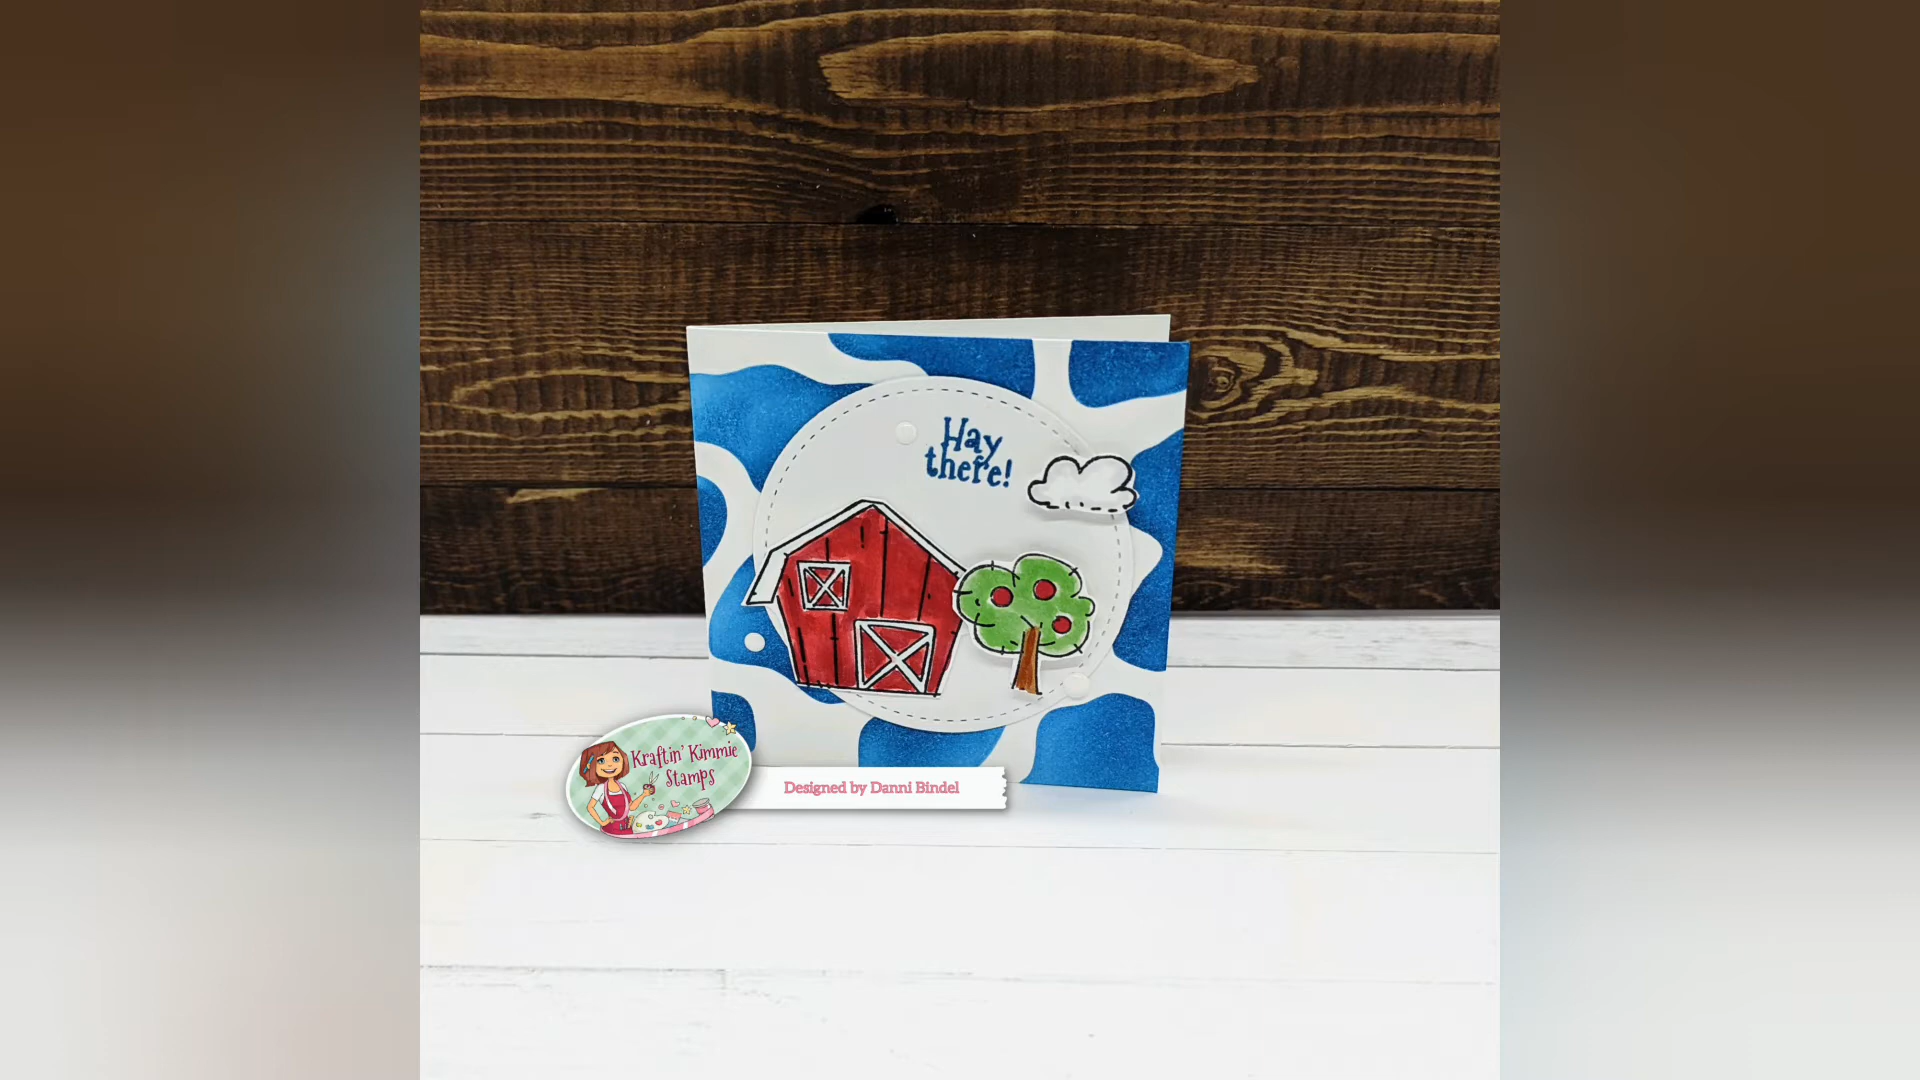 Hay
there!
Kraftin' Kimmie
Stamps
Designed by Danni Bindel